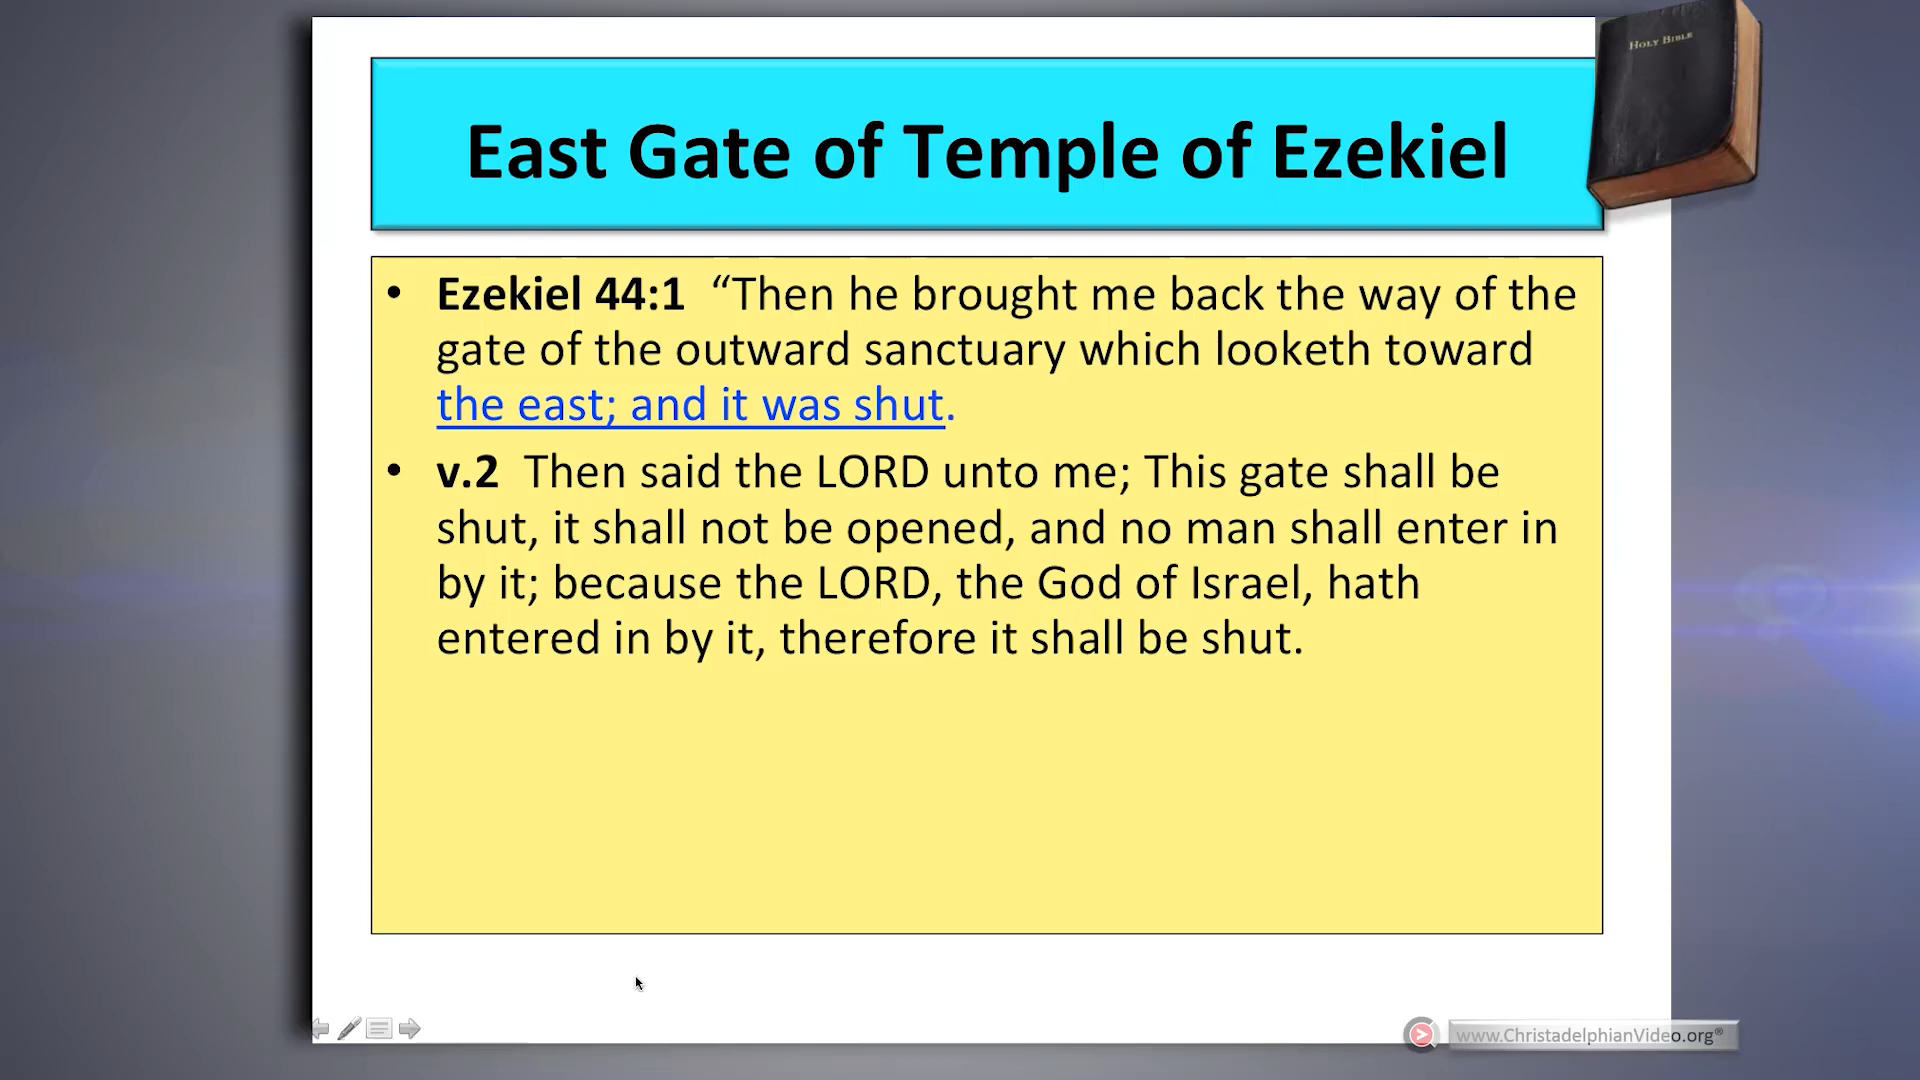 HOLY BIBLE
East Gate of Temple of Ezekiel
• Ezekiel 44:1 “Then he brought me back the way of the
gate of the outward sanctuary which looketh toward
the east; and it was shut.
• v.2 Then said the LORD unto me; This gate shall be
shut, it shall not be opened, and no man shall enter in
by it; because the LORD, the God of Israel, hath
entered in by it, therefore it shall be shut.
www.ChristadelphianVideo.org®